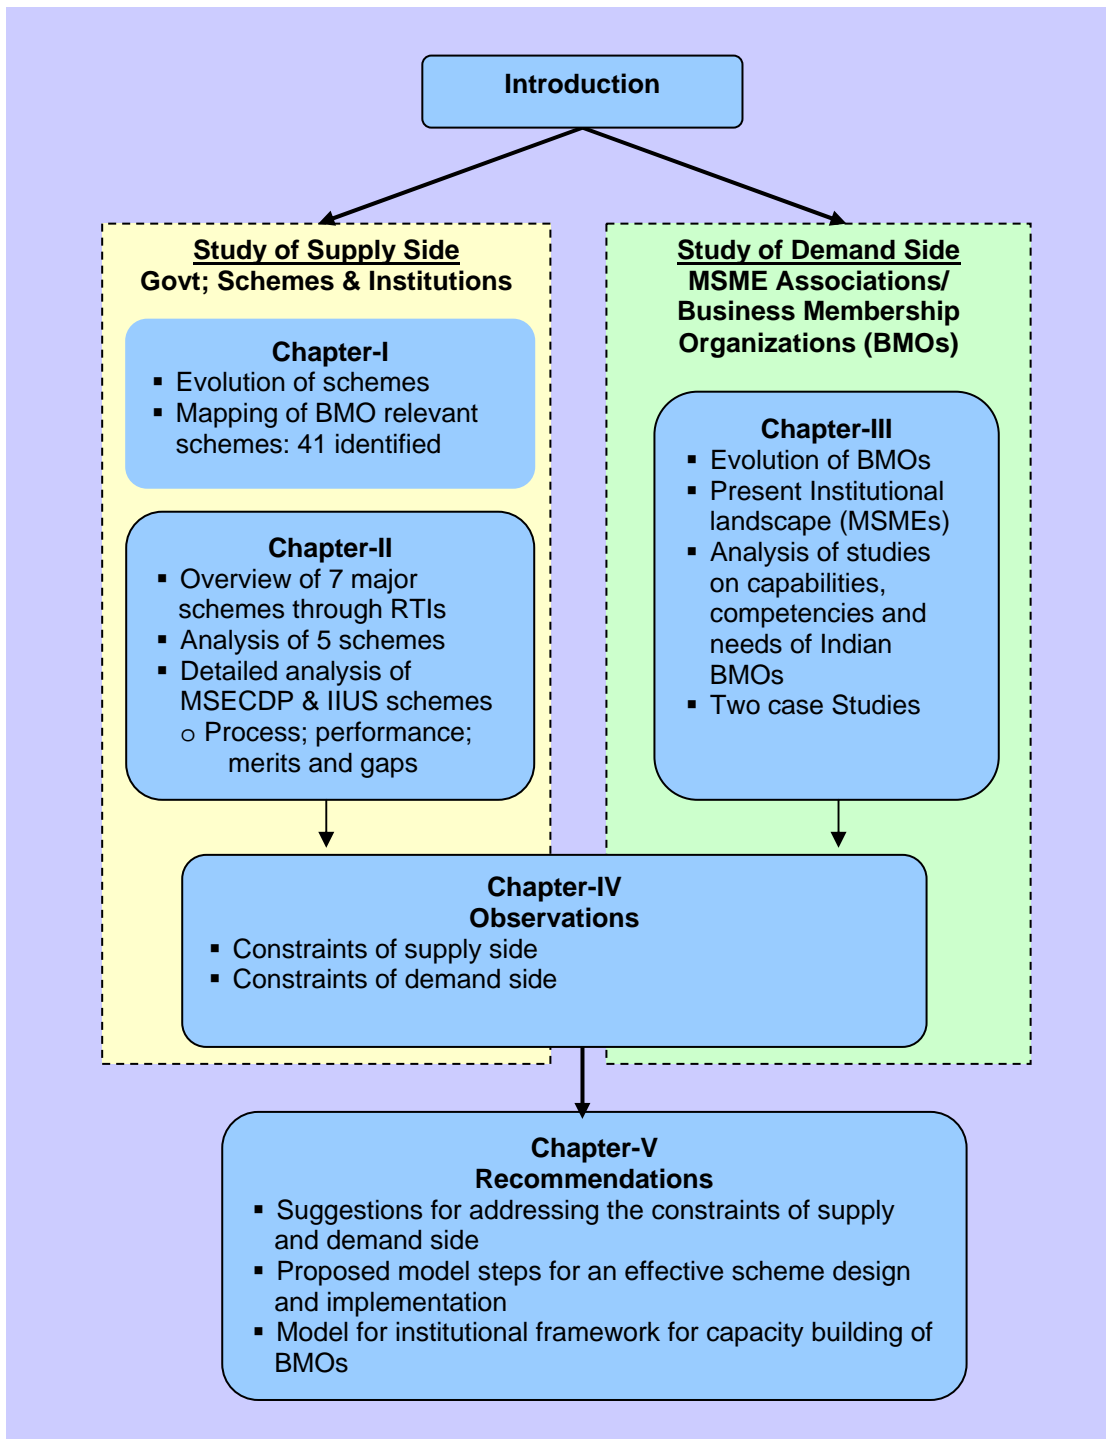 Introduction
Study of Supply Side
Govt; Schemes & Institutions
Chapter-I
▪ Evolution of schemes
▪ Mapping of BMO relevant
schemes: 41 identified
Chapter-II
▪ Overview of 7 major
schemes through RTIs
▪ Analysis of 5 schemes
▪ Detailed analysis of
MSECDP & IIUS schemes
o Process; performance;
merits and gaps
Study of Demand Side
MSME Associations/
Business Membership
Organizations (BMOs)
Chapter-III
▪ Evolution of BMOs
▪ Present Institutional
landscape (MSMEs)
▪ Analysis of studies
on capabilities,
competencies and
needs of Indian
BMOs
▪ Two case Studies
Chapter-IV
Observations
▪ Constraints of supply side
▪ Constraints of demand side
Chapter-V
Recommendations
▪ Suggestions for addressing the constraints of supply
and demand side
▪ Proposed model steps for an effective scheme design
and implementation
▪ Model for institutional framework for capacity building of
BMOs